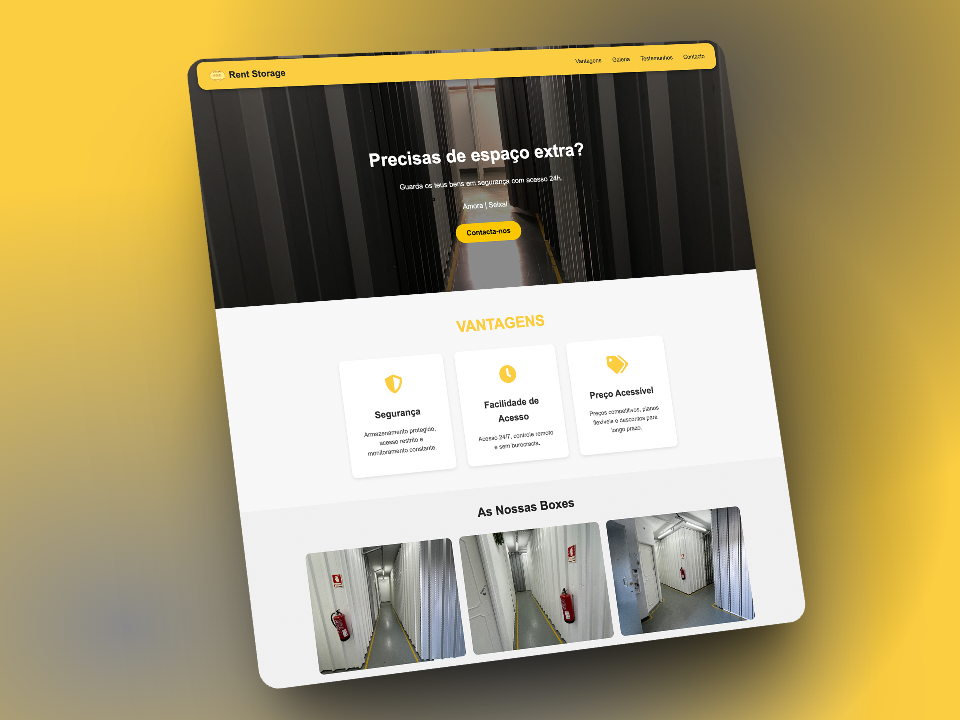 Rent Storage
Vantagens Galeria Testemunhos Contacto
Precisas de espaço extra?
Guarda os teus bens em segurança com acesso 24h.
Amora | Seixal
Contacta-nos
VANTAGENS
Segurança
Armazenamento protegido,
acesso restrito e
monitoramento constante.
Facilidade de
Acesso
Acesso 24/7, controle remoto
e sem burocracia.
Preço Acessível
Preços competitivos, planos
flexíveis e descontos para
longo prazo.
As Nossas Boxes